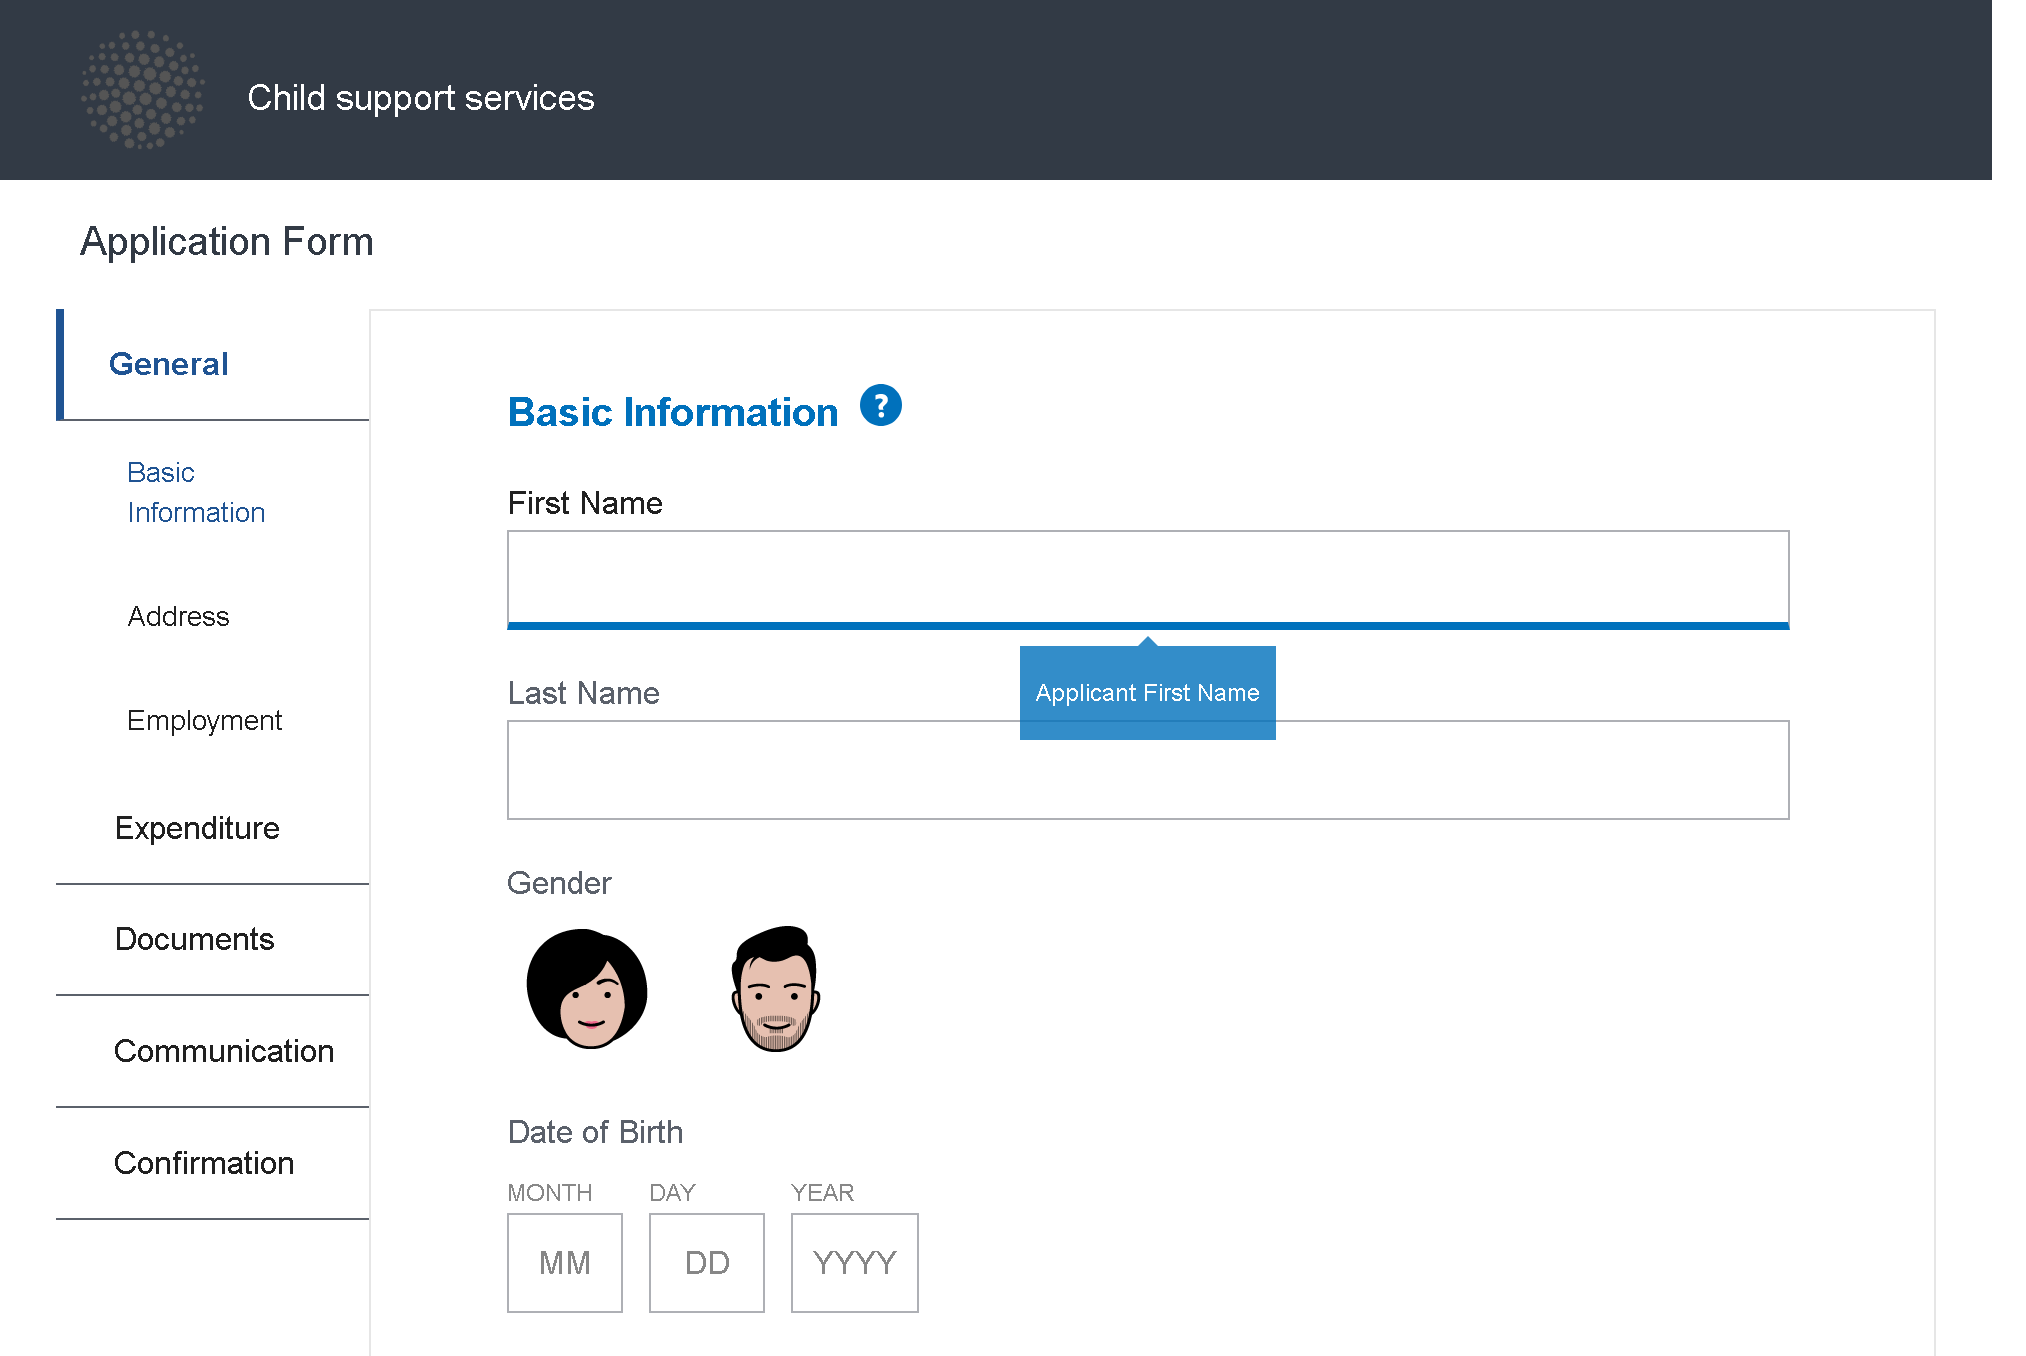 Child support services
Application Form
General
Basic
Information
Address
Employment
Expenditure
Documents
Communication
Confirmation
Basic Information ?
First Name
Applicant First Name
Last Name
Gender
Date of Birth
MONTH DAY YEAR
MM DD YYYY